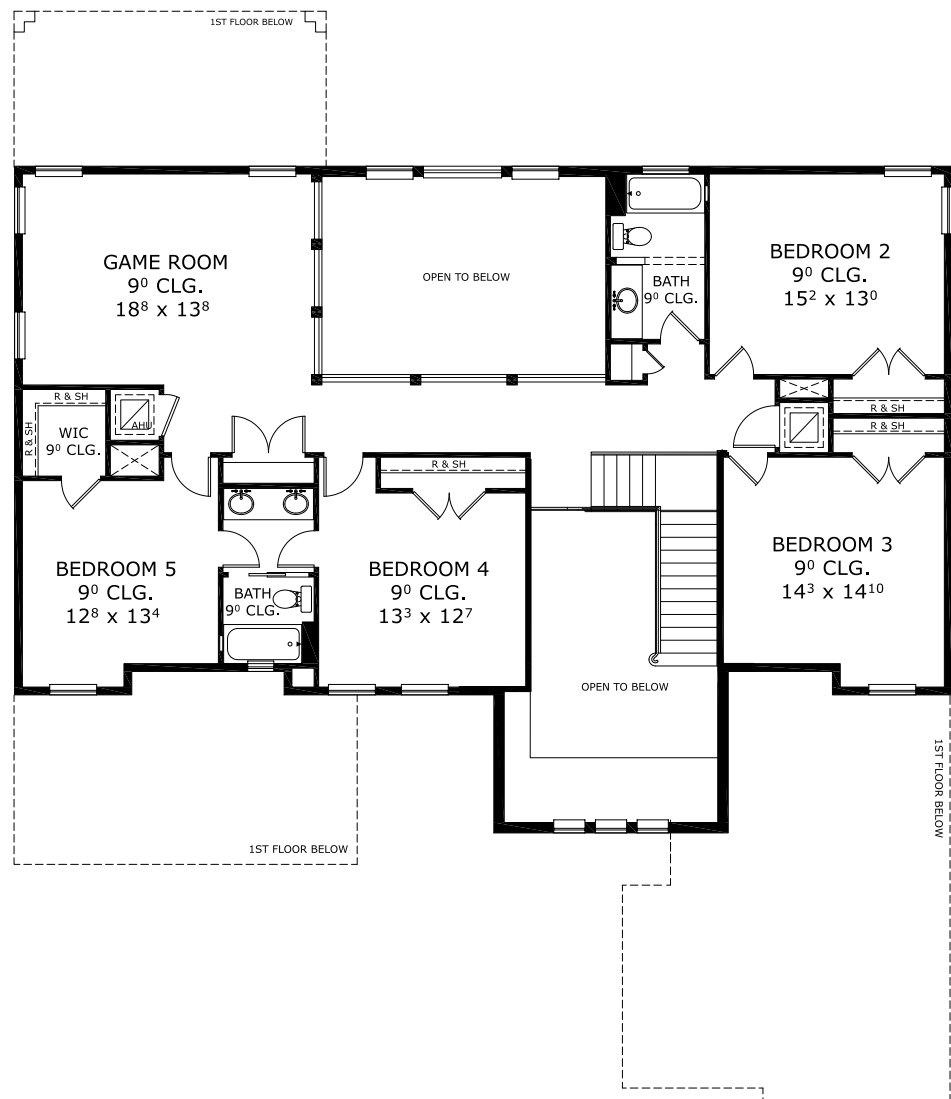 1ST FLOOR BELOW
GAME ROOM
9⁰ CLG.
18⁸ x 13⁸
OPEN TO BELOW
BATH
9⁰ CLG.
BEDROOM 2
9⁰ CLG.
15² x 13⁰
R & SH
R & SH
WIC
9⁰ CLG.
AHU
R & SH
R & SH
R & SH
BEDROOM 5
9⁰ CLG.
12⁸ x 13⁴
BATH
9⁰ CLG.
BEDROOM 4
9⁰ CLG.
13³ x 12⁷
BEDROOM 3
9⁰ CLG.
14³ x 14¹⁰
OPEN TO BELOW
1ST FLOOR BELOW
1ST FLOOR BELOW